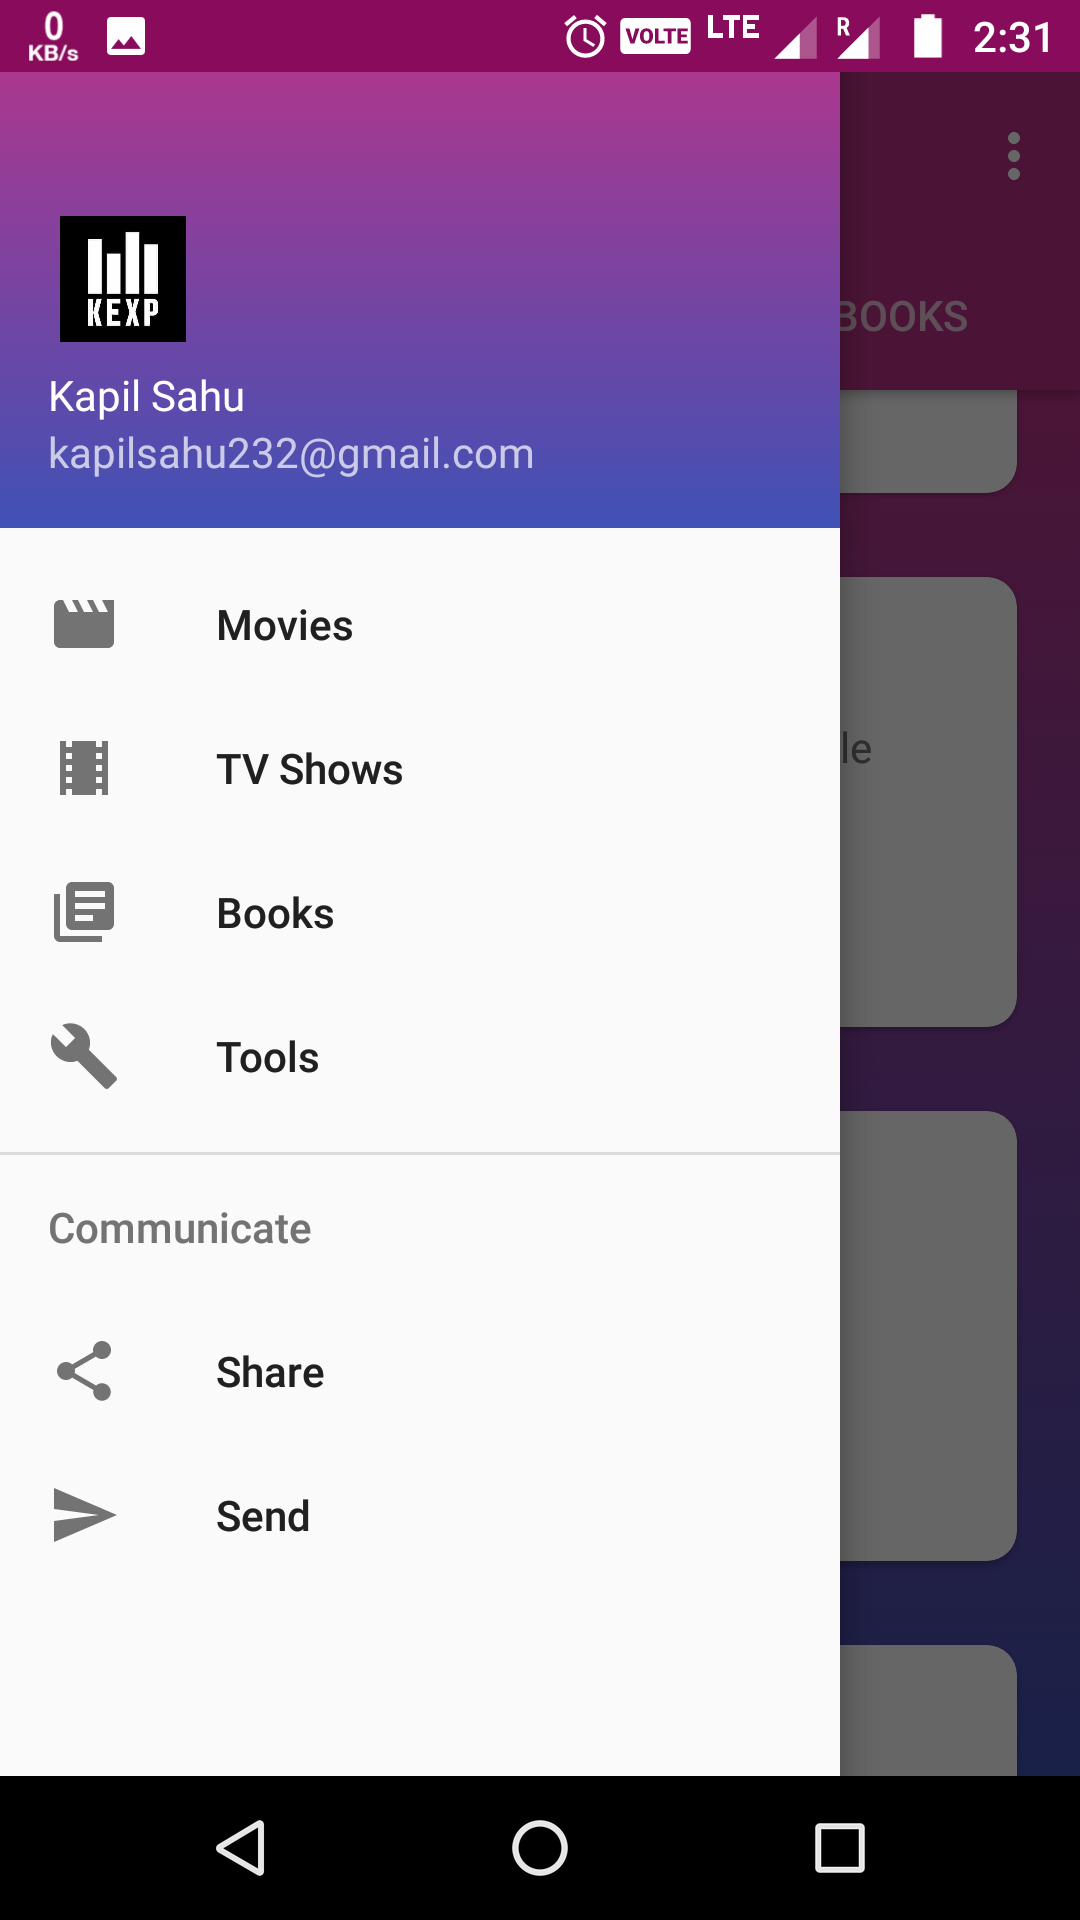 0
KB/s
VOLTE
LTE
R
2:31
KEXP
BOOKS
Kapil Sahu
kapilsahu232@gmail.com
Movies
TV Shows
le
Books
Tools
Communicate
Share
Send